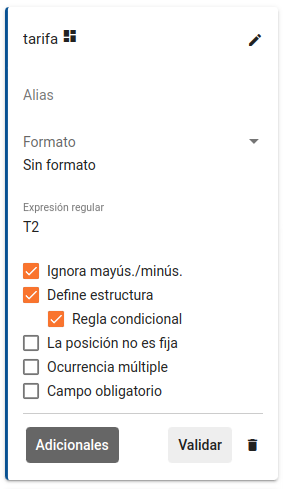 tarifa
Alias
Formato
Sin formato
Expresión regular
T2
Ignora mayús./minús.
Define estructura
Regla condicional
La posición no es fija
Ocurrencia múltiple
Campo obligatorio
Adicionales Validar